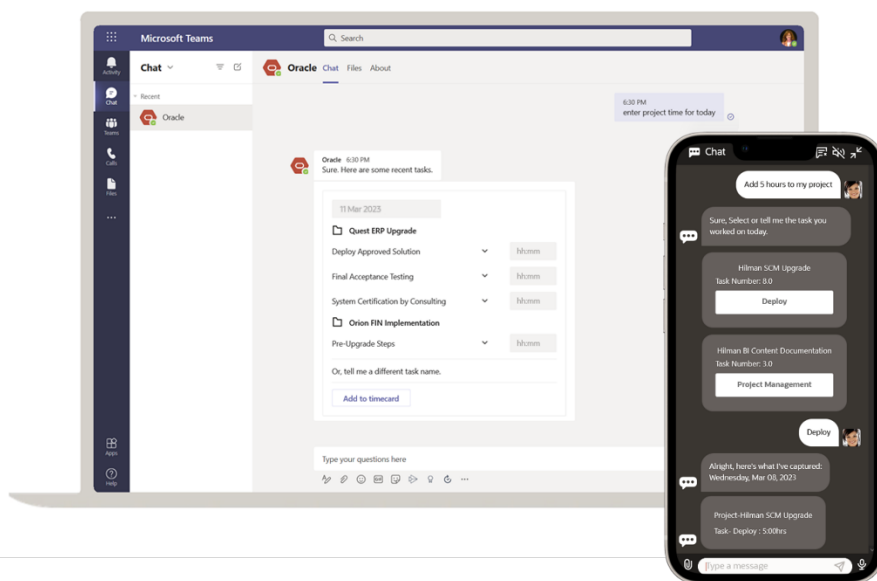 Microsoft Teams
Search
Activity
Chat
Teams
Calls
Files
Apps
Help
Chat
Recent
Oracle
Oracle Chat Files About
6:30 PM
enter project time for today
Oracle 6:30 PM
Sure. Here are some recent tasks.
11 Mar 2023
Quest ERP Upgrade
Deploy Approved Solution hh:mm
Final Acceptance Testing hh:mm
System Certification by Consulting hh:mm
Orion FIN Implementation
Pre-Upgrade Steps hh:mm
Or, tell me a different task name.
Add to timecard
Type your questions here
Chat
Add 5 hours to my project
Sure, Select or tell me the task you
worked on today.
Hilman SCM Upgrade
Task Number: 8.0
Deploy
Hilman BI Content Documentation
Task Number: 3.0
Project Management
Deploy
Alright, here's what I've captured:
Wednesday, Mar 08, 2023
Project-Hilman SCM Upgrade
Task- Deploy : 5:00hrs
Type a message